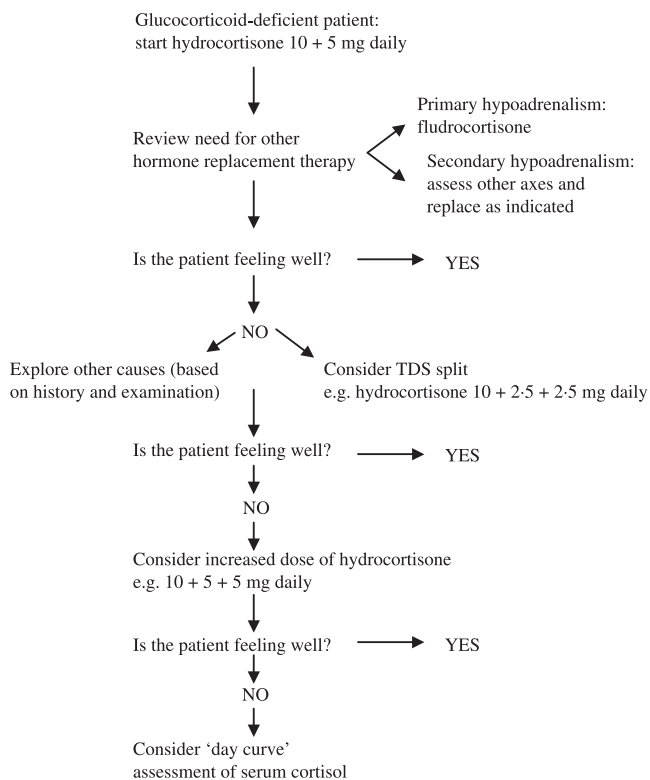 Glucocorticoid-deficient patient:
start hydrocortisone 10 + 5 mg daily
Primary hypoadrenalism:
fludrocortisone
Review need for other
hormone replacement therapy
Secondary hypoadrenalism:
assess other axes and
replace as indicated
Is the patient feeling well?
YES
NO
Explore other causes (based
on history and examination)
Consider TDS split
e.g. hydrocortisone 10 + 2·5 + 2·5 mg daily
Is the patient feeling well?
YES
NO
Consider increased dose of hydrocortisone
e.g. 10 + 5 + 5 mg daily
Is the patient feeling well?
YES
NO
Consider ‘day curve’
assessment of serum cortisol